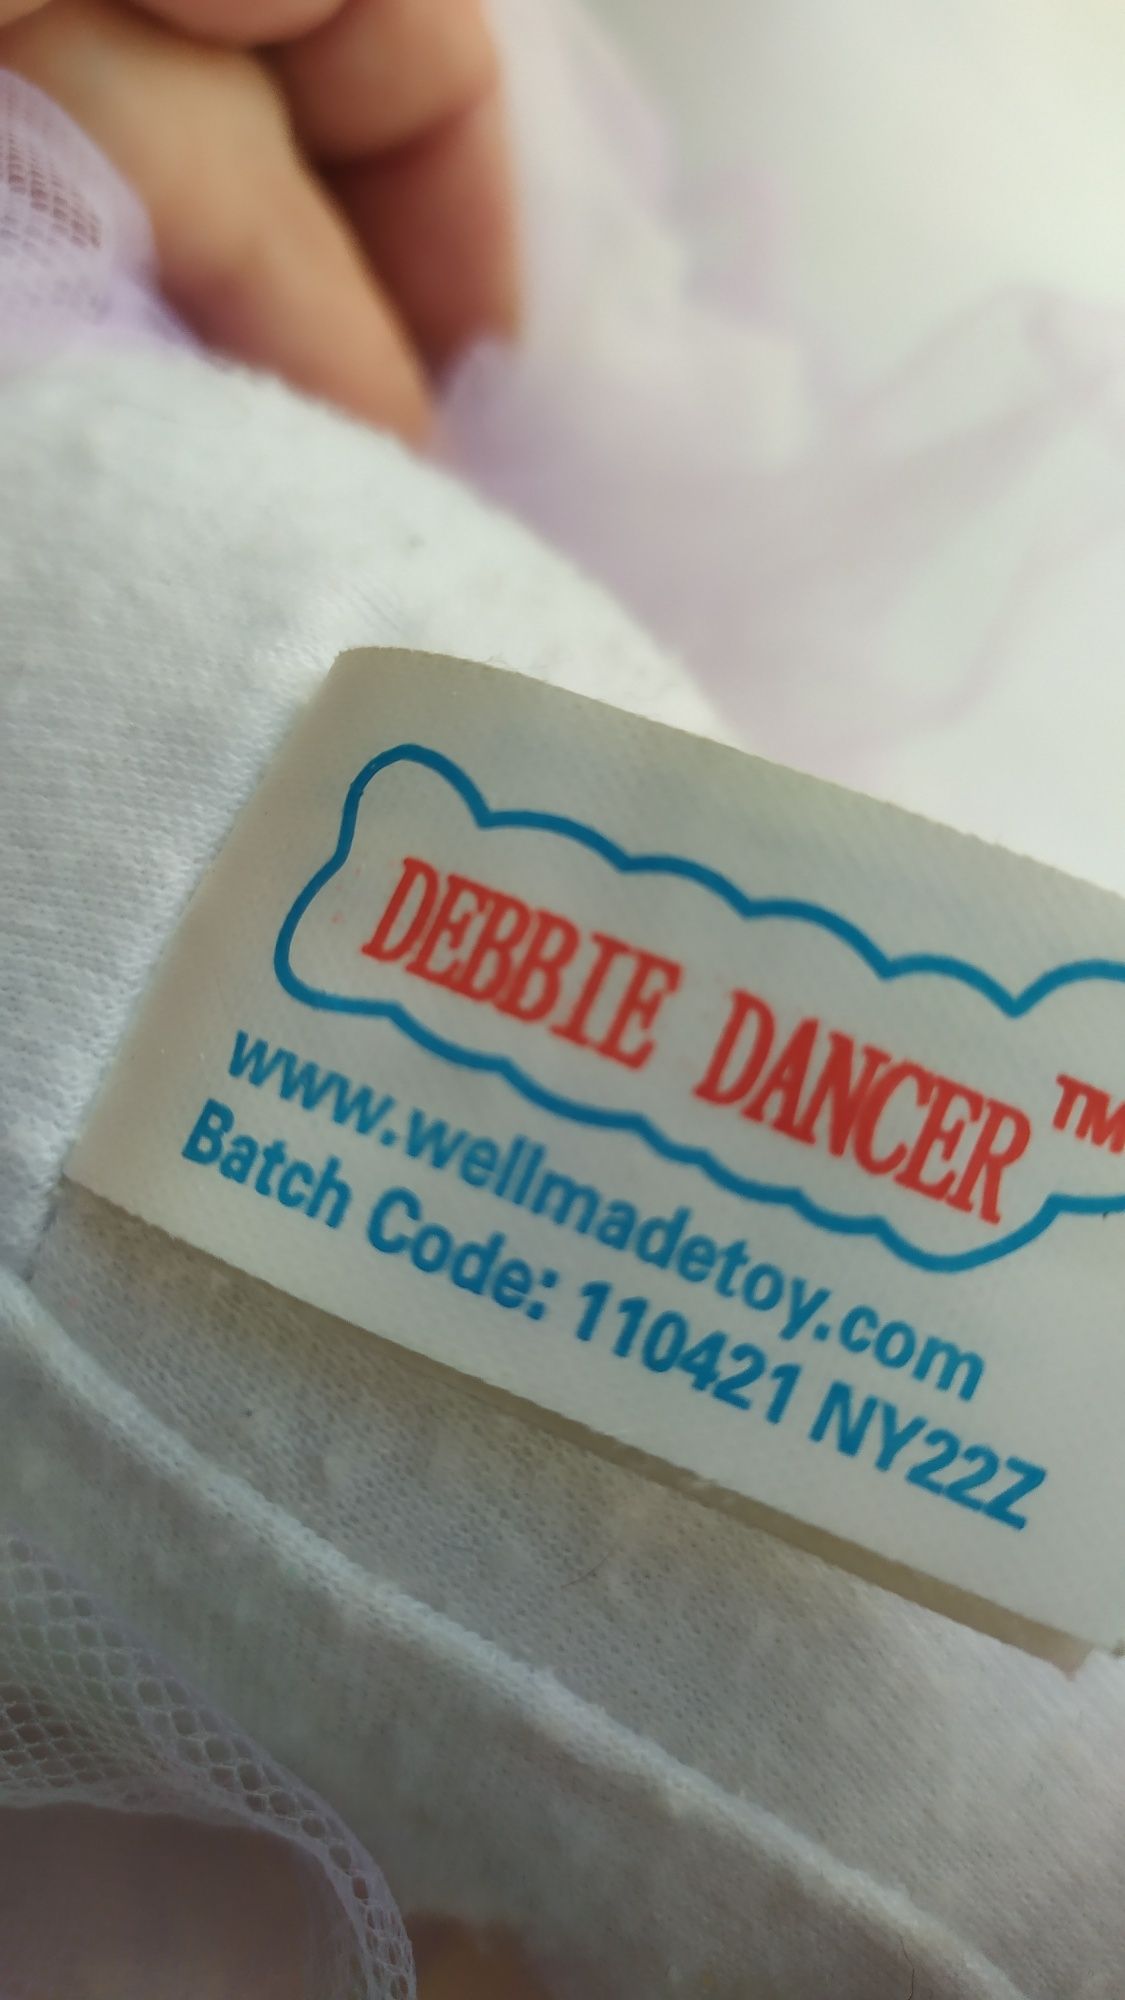 DEBBIE DANCER™
www.wellmadetoy.com
Batch Code: 110421 NY22Z